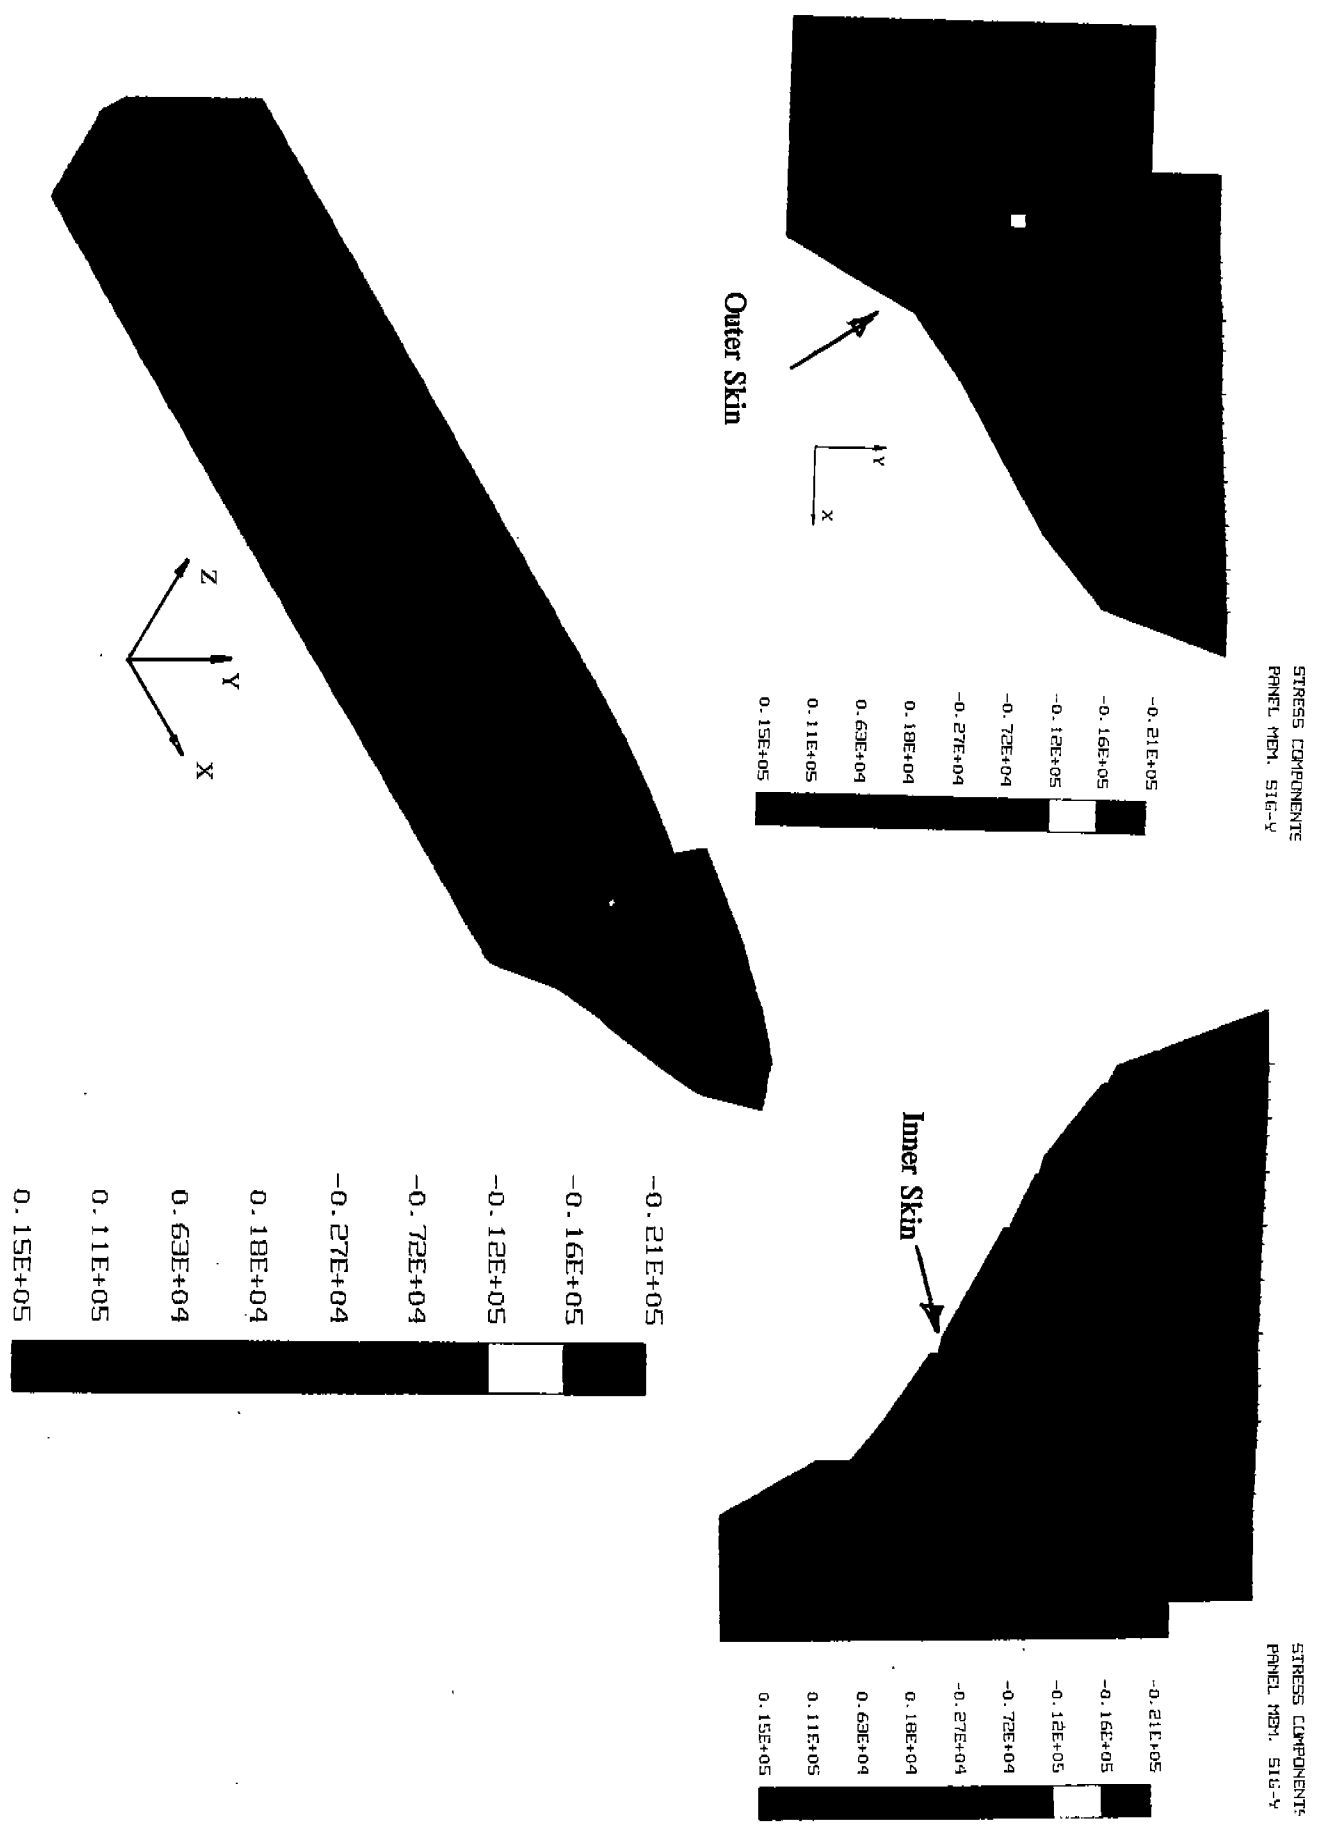 STRESS COMPONENTS
PANEL MEM. SIG-Y
-0.21E+05
-0.16E+05
-0.12E+05
-0.72E+04
-0.27E+04
0.18E+04
0.63E+04
0.11E+05
0.15E+05
Y
X
Outer Skin
STRESS COMPONENTS
PANEL MEM. SIG-Y
-0.21E+05
-0.16E+05
-0.12E+05
-0.72E+04
-0.27E+04
0.18E+04
0.63E+04
0.11E+05
0.15E+05
Inner Skin
-0.21E+05
-0.16E+05
-0.12E+05
-0.72E+04
-0.27E+04
0.18E+04
0.63E+04
0.11E+05
0.15E+05
Y
Z
X